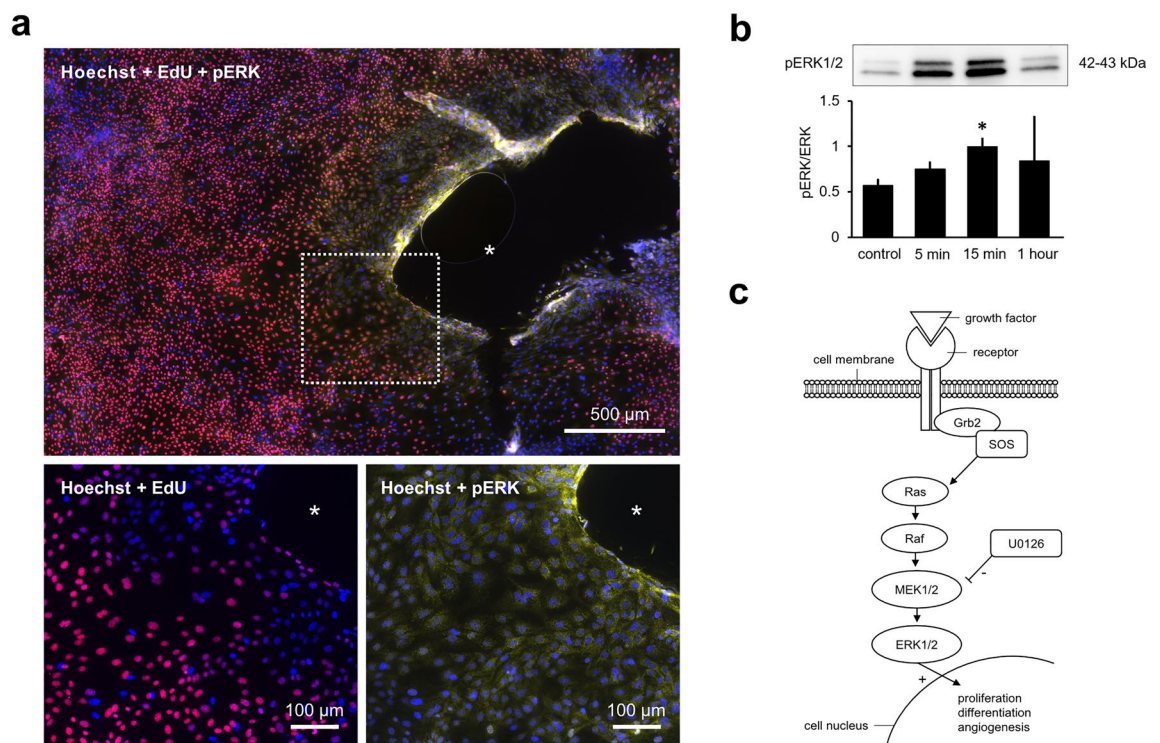 a
Hoechst + EdU + pERK
*
500 µm
Hoechst + EdU
*
100 µm
Hoechst + pERK
*
100 µm
b
pERK1/2
42-43 kDa
pERK/ERK
1.5
1
0.5
0
*
control
5 min
15 min
1 hour
c
growth factor
receptor
cell membrane
Grb2
SOS
Ras
Raf
U0126
-
MEK1/2
ERK1/2
+
proliferation
differentiation
angiogenesis
cell nucleus